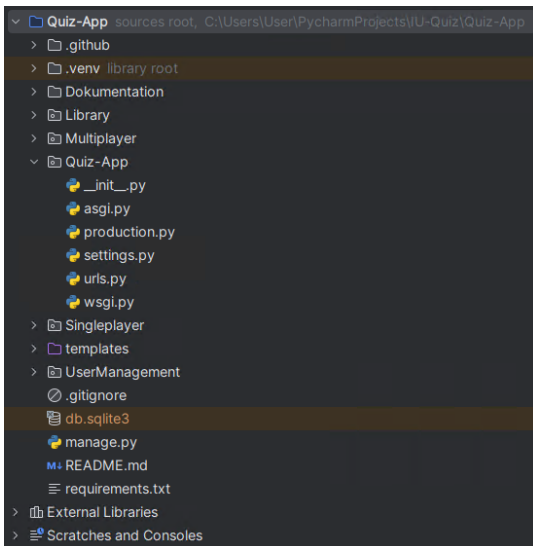 Quiz-App sources root, C:\Users\User\PycharmProjects\IU-Quiz\Quiz-App
.github
.venv library root
Dokumentation
Library
Multiplayer
Quiz-App
__init__.py
asgi.py
production.py
settings.py
urls.py
wsgi.py
Singleplayer
templates
UserManagement
.gitignore
db.sqlite3
manage.py
M↓ README.md
requirements.txt
External Libraries
Scratches and Consoles